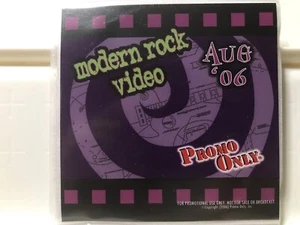 modern rock
video
AUG
'06
PROMO
ONLY
FOR PROMOTIONAL USE ONLY. NOT FOR SALE OR BROADCAST